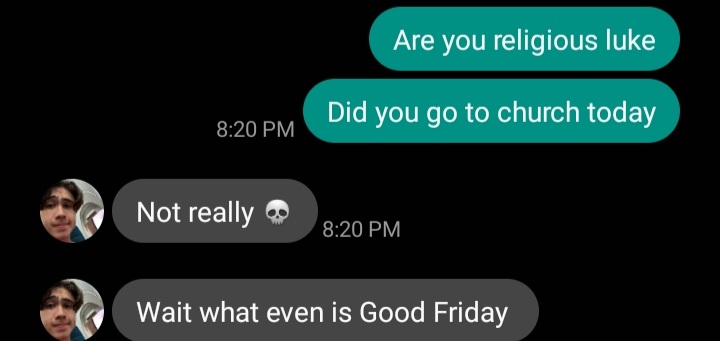 Are you religious luke
Did you go to church today
8:20 PM
Not really 💀
8:20 PM
Wait what even is Good Friday